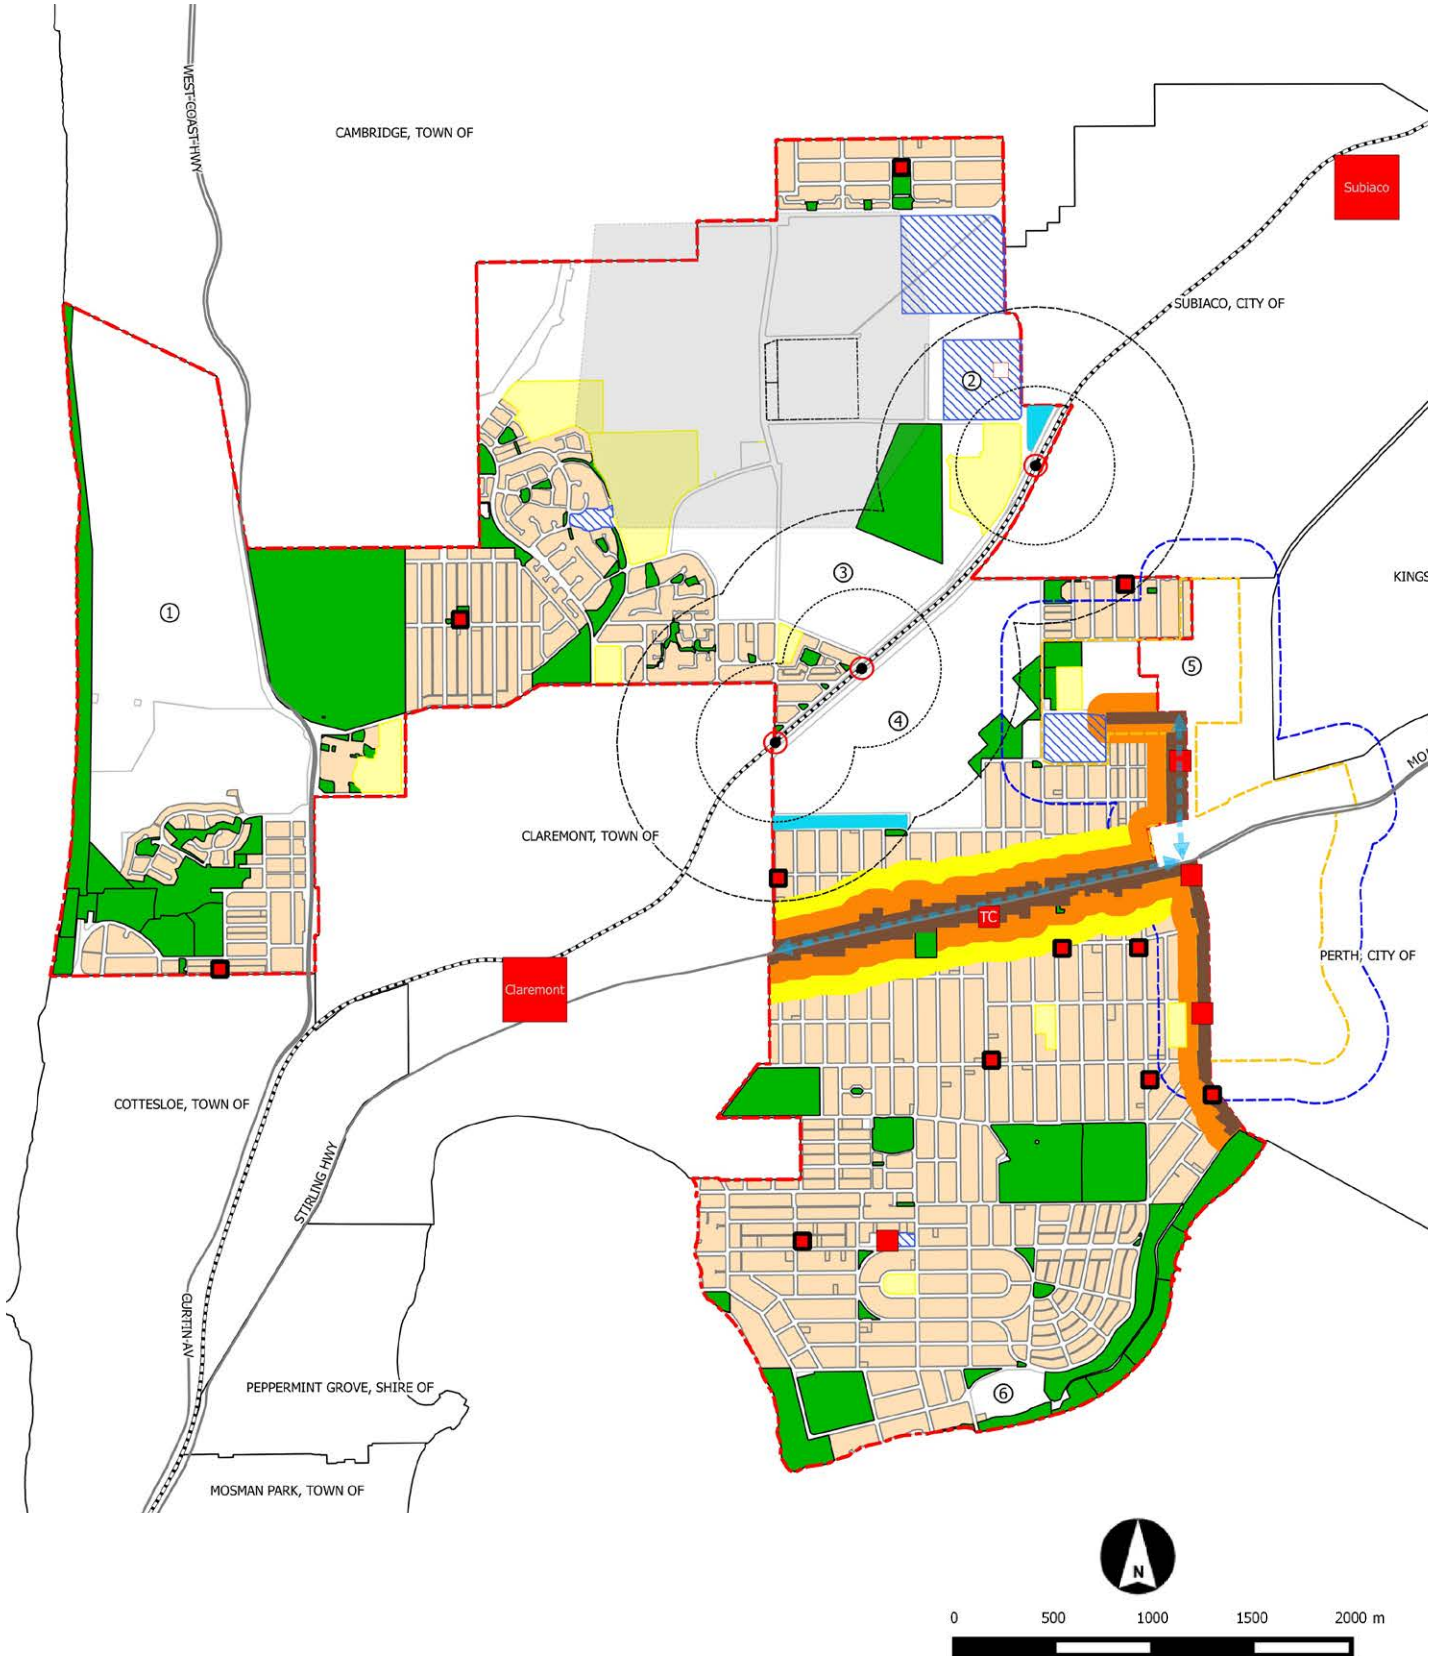 WEST-COAST-HWY
CAMBRIDGE, TOWN OF
Subiaco
SUBIACO, CITY OF
2
KINGS
3
1
5
4
CLAREMONT, TOWN OF
TC
PERTH, CITY OF
Claremont
COTTESLOE, TOWN OF
STIRLING HWY
CURTIN-AV
PEPPERMINT GROVE, SHIRE OF
6
MOSMAN PARK, TOWN OF
N
0 500 1000 1500 2000 m